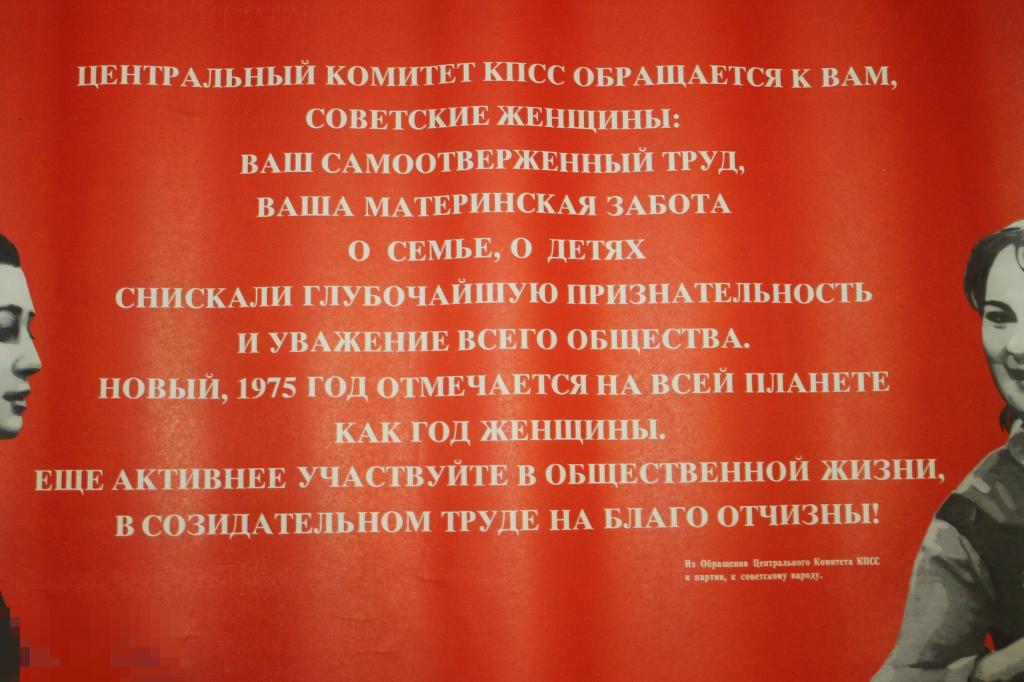 ЦЕНТРАЛЬНЫЙ КОМИТЕТ КПСС ОБРАЩАЕТСЯ К ВАМ,
СОВЕТСКИЕ ЖЕНЩИНЫ:
ВАШ САМООТВЕРЖЕННЫЙ ТРУД,
ВАША МАТЕРИНСКАЯ ЗАБОТА
О СЕМЬЕ, О ДЕТЯХ
СНИСКАЛИ ГЛУБОЧАЙШУЮ ПРИЗНАТЕЛЬНОСТЬ
И УВАЖЕНИЕ ВСЕГО ОБЩЕСТВА.
НОВЫЙ, 1975 ГОД ОТМЕЧАЕТСЯ НА ВСЕЙ ПЛАНЕТЕ
КАК ГОД ЖЕНЩИНЫ.
ЕЩЕ АКТИВНЕЕ УЧАСТВУЙТЕ В ОБЩЕСТВЕННОЙ ЖИЗНИ,
В СОЗИДАТЕЛЬНОМ ТРУДЕ НА БЛАГО ОТЧИЗНЫ!
Из Обращения Центрального Комитета КПСС
к партии, к советскому народу.